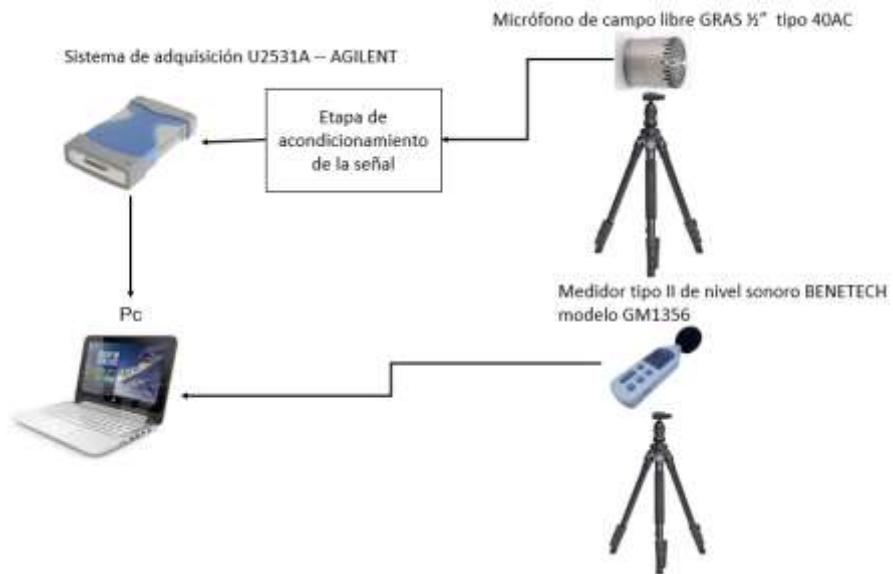 Micrófono de campo libre GRAS ½” tipo 40AC
Sistema de adquisición U2531A -- AGILENT
Etapa de
acondicionamiento
de la señal
Medidor tipo II de nivel sonoro BENETECH
modelo GM1356
Pc